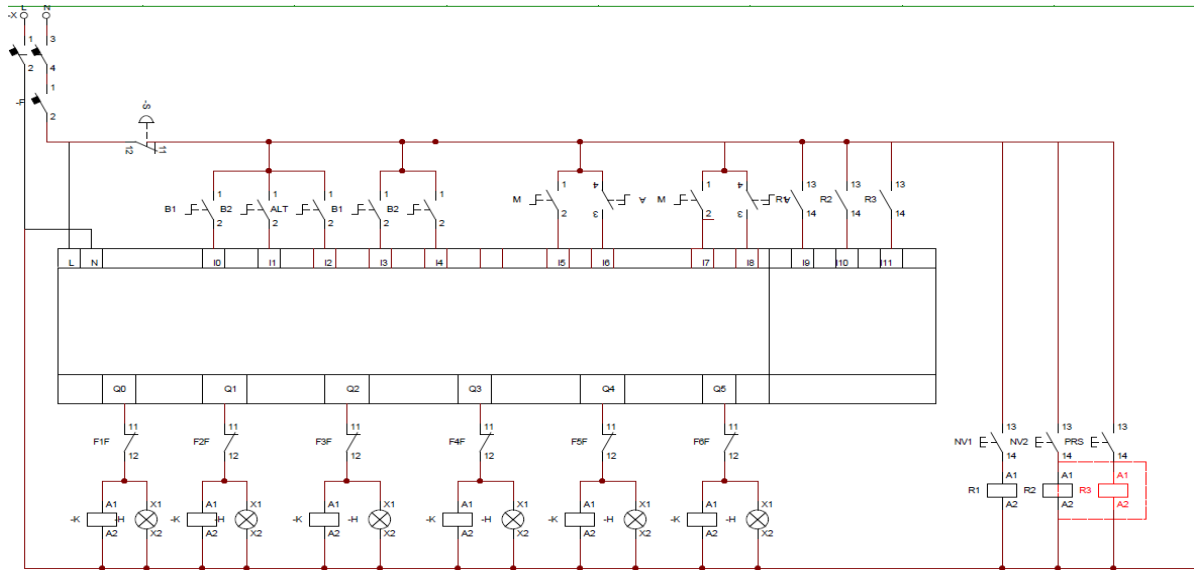 L N
-X
1 3
2 4
1
-F
2
-S
12 11
1 1 1 1 1 1 4 1 4 13 13 13
B1 B2 ALT B1 B2 M A M R1 A R2 R3
2 2 2 2 2 2 3 2 3 14 14 14
L N I0 I1 I2 I3 I4 I5 I6 I7 I8 I9 I10 I11
Q0 Q1 Q2 Q3 Q4 Q5
11 11 11 11 11 11
F1F F2F F3F F4F F5F F6F
12 12 12 12 12 12
13 13 13
NV1 NV2 PRS
14 14 14
A1 A1 A1
R1 R2 R3
A2 A2 A2
A1 X1 A1 X1 A1 X1 A1 X1 A1 X1 A1 X1
-K -H -K -H -K -H -K -H -K -H -K -H
A2 X2 A2 X2 A2 X2 A2 X2 A2 X2 A2 X2